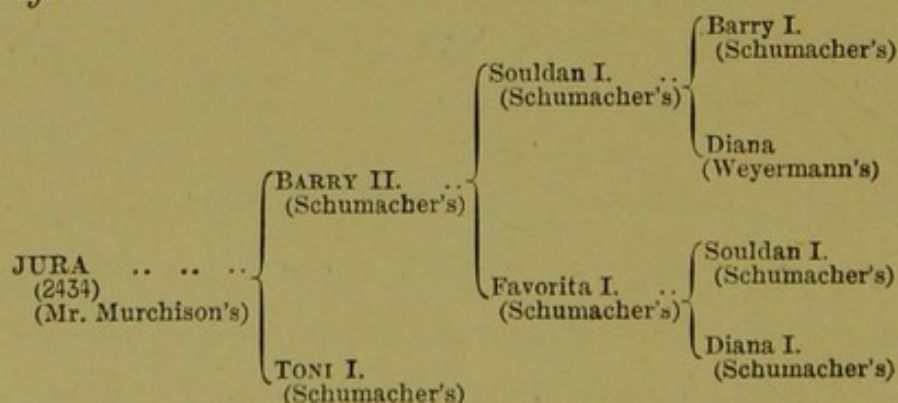 Barry I.
(Schumacher's)
Souldan I. ..
(Schumacher's)
Diana
(Weyermann's)
BARRY II. ..
(Schumacher's)
JURA .. .. ..
(2434)
(Mr. Murchison's)
Souldan I.
(Schumacher's)
Favorita I. ..
(Schumacher's)
Diana I.
(Schumacher's)
TONI I.
(Schumacher's)